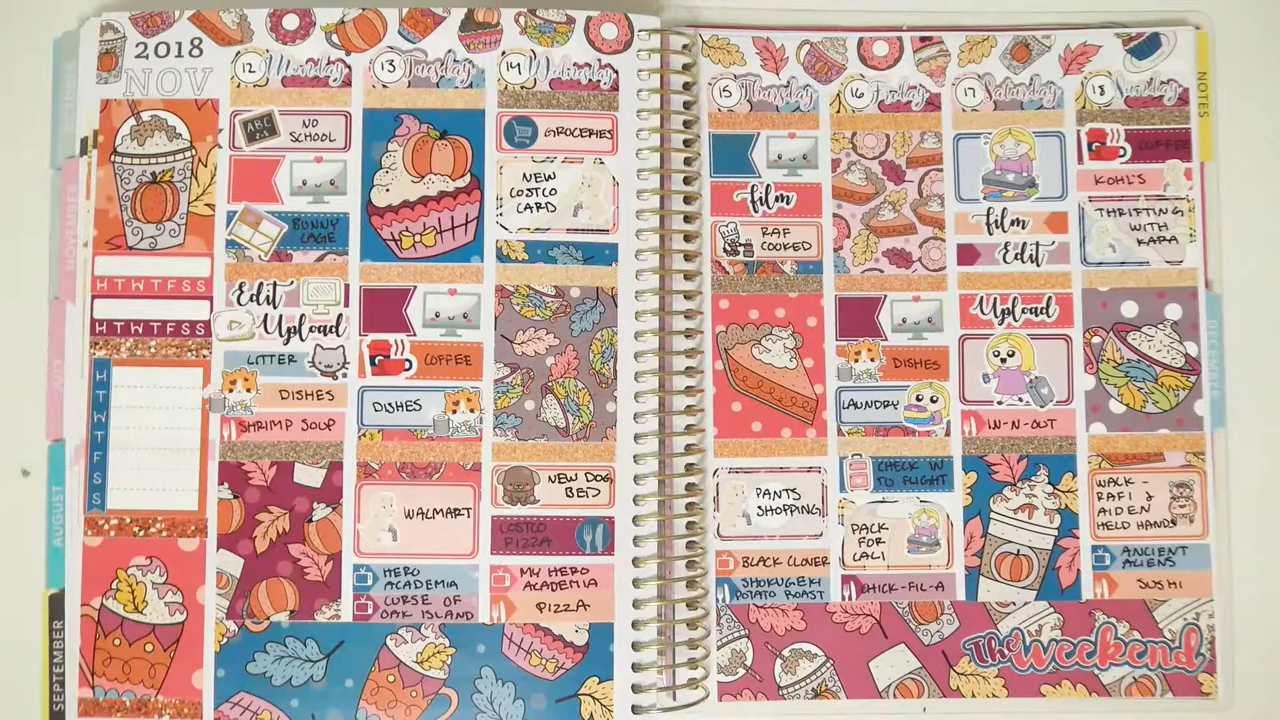 2018
NOV
HTWTFSS
HTWTFSS
H
T
W
T
F
S
S
12 Monday
ABC
NO
SCHOOL
BUNNY
CAGE
Edit
Upload
LITTER
DISHES
SHRIMP SOUP
13 Tuesday
COFFEE
DISHES
WALMART
HERO
ACADEMIA
CURSE OF
OAK ISLAND
14 Wednesday
GROCERIES
NEW
COSTCO
CARD
NEW DOG
BED
COSTCO
PIZZA
MY HERO
ACADEMIA
PIZZA
15 Thursday
film
RAF
COOKED
PANTS
SHOPPING
BLACK CLOVER
SHOKUGEKI
POTATO ROAST
16 Friday
DISHES
LAUNDRY
CHECK IN
TO FLIGHT
PACK
FOR
CALI
CHICK-FIL-A
17 Saturday
film
Edit
Upload
IN-N-OUT
18 Sunday
COFFEE
KOHL'S
THRIFTING
WITH
KARA
WALK -
RAFI &
AIDEN
HELD HANDS
ANCIENT
ALIENS
SUSHI
The Weekend
NOTES
NOVEMBER
AUGUST
SEPTEMBER